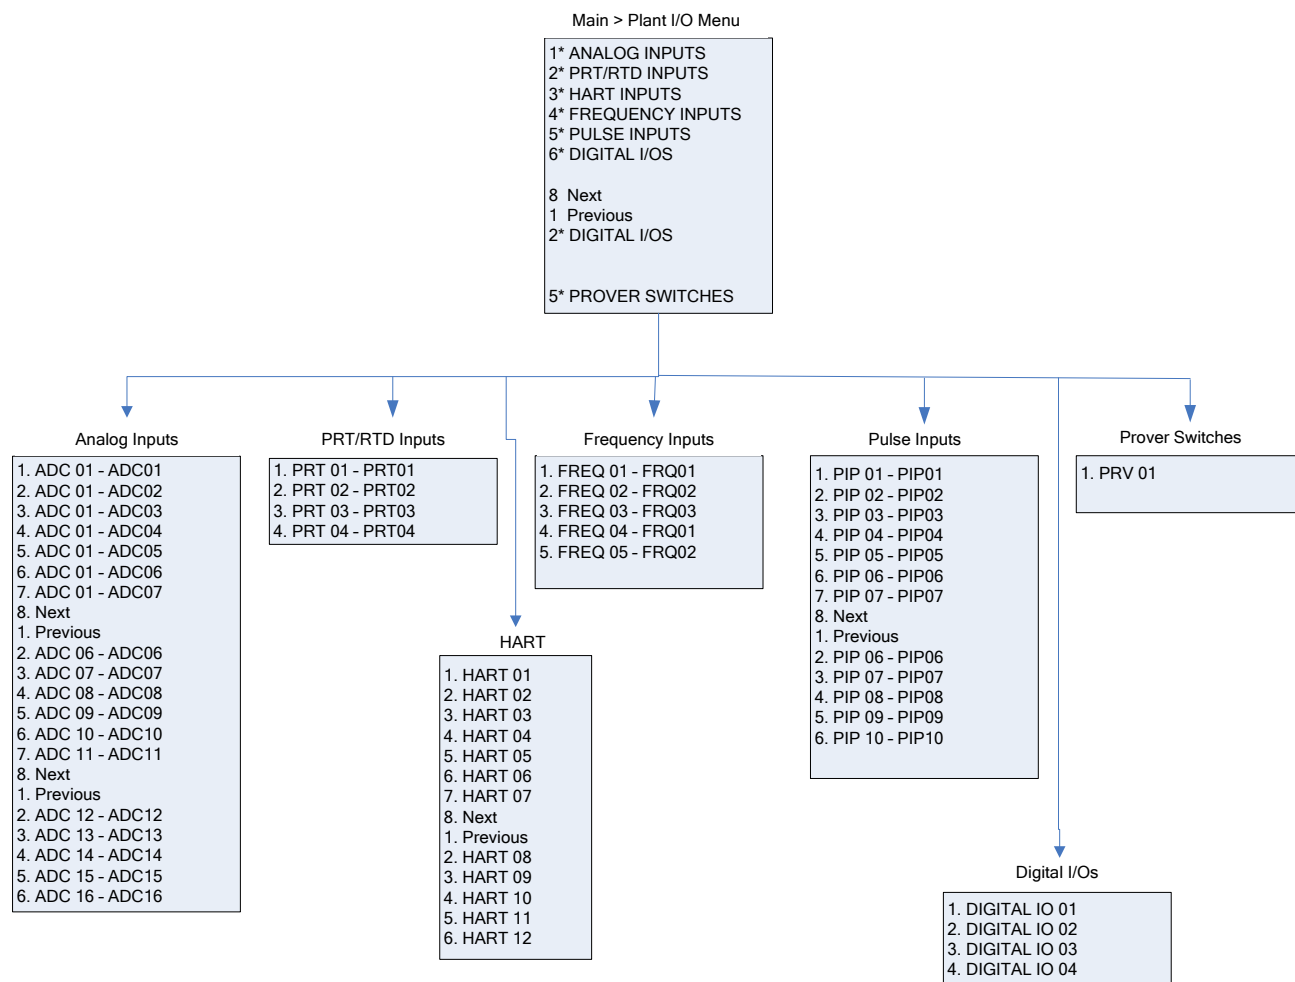 Main > Plant I/O Menu
1* ANALOG INPUTS
2* PRT/RTD INPUTS
3* HART INPUTS
4* FREQUENCY INPUTS
5* PULSE INPUTS
6* DIGITAL I/OS
8 Next
1 Previous
2* DIGITAL I/OS
5* PROVER SWITCHES
Analog Inputs
1. ADC 01 - ADC01
2. ADC 01 - ADC02
3. ADC 01 - ADC03
4. ADC 01 - ADC04
5. ADC 01 - ADC05
6. ADC 01 - ADC06
7. ADC 01 - ADC07
8. Next
1. Previous
2. ADC 06 - ADC06
3. ADC 07 - ADC07
4. ADC 08 - ADC08
5. ADC 09 - ADC09
6. ADC 10 - ADC10
7. ADC 11 - ADC11
8. Next
1. Previous
2. ADC 12 - ADC12
3. ADC 13 - ADC13
4. ADC 14 - ADC14
5. ADC 15 - ADC15
6. ADC 16 - ADC16
PRT/RTD Inputs
1. PRT 01 - PRT01
2. PRT 02 - PRT02
3. PRT 03 - PRT03
4. PRT 04 - PRT04
HART
1. HART 01
2. HART 02
3. HART 03
4. HART 04
5. HART 05
6. HART 06
7. HART 07
8. Next
1. Previous
2. HART 08
3. HART 09
4. HART 10
5. HART 11
6. HART 12
Frequency Inputs
1. FREQ 01 - FRQ01
2. FREQ 02 - FRQ02
3. FREQ 03 - FRQ03
4. FREQ 04 - FRQ01
5. FREQ 05 - FRQ02
Pulse Inputs
1. PIP 01 - PIP01
2. PIP 02 - PIP02
3. PIP 03 - PIP03
4. PIP 04 - PIP04
5. PIP 05 - PIP05
6. PIP 06 - PIP06
7. PIP 07 - PIP07
8. Next
1. Previous
2. PIP 06 - PIP06
3. PIP 07 - PIP07
4. PIP 08 - PIP08
5. PIP 09 - PIP09
6. PIP 10 - PIP10
Digital I/Os
1. DIGITAL IO 01
2. DIGITAL IO 02
3. DIGITAL IO 03
4. DIGITAL IO 04
Prover Switches
1. PRV 01